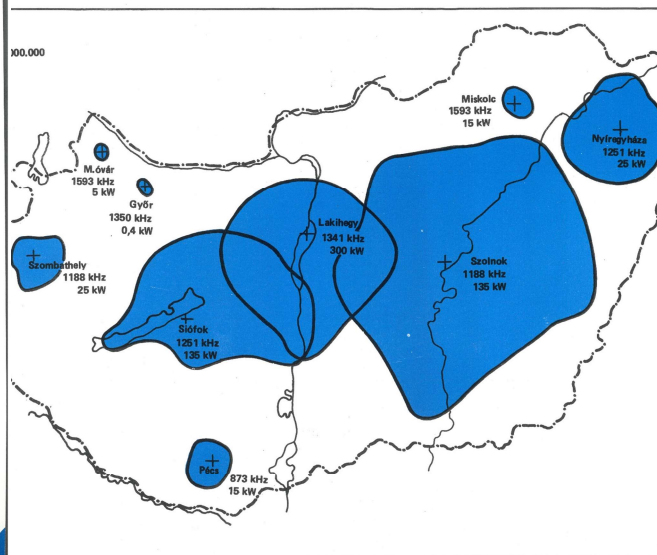 000.000
Miskolc
1593 kHz
15 kW
Nyíregyháza
1251 kHz
25 kW
M.óvár
1593 kHz
5 kW
Győr
1350 kHz
0,4 kW
Lakihegy
1341 kHz
300 kW
Szombathely
1188 kHz
25 kW
Szolnok
1188 kHz
135 kW
Siófok
1251 kHz
135 kW
Pécs
873 kHz
15 kW